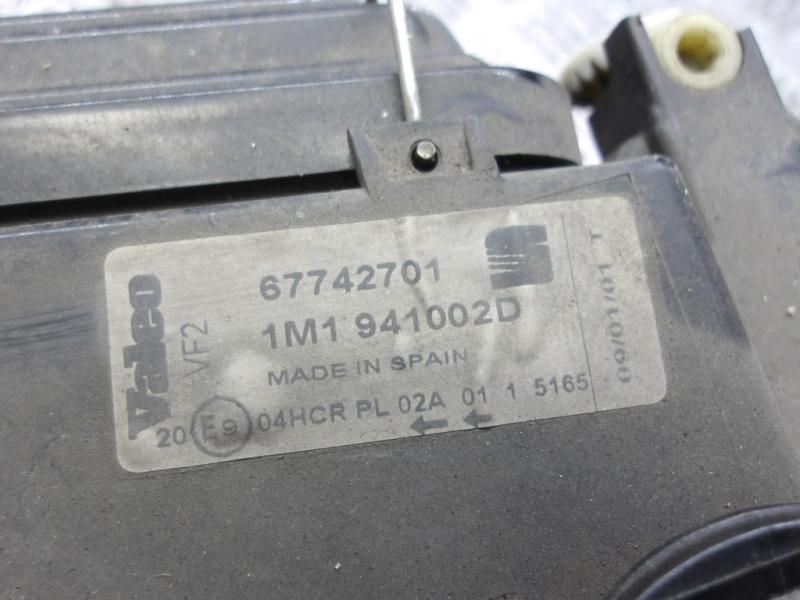 Valeo
VF2
67742701
1M1 941002D
MADE IN SPAIN
20 E9 04HCR PL 02A 01 1 5165
09/01/01 T